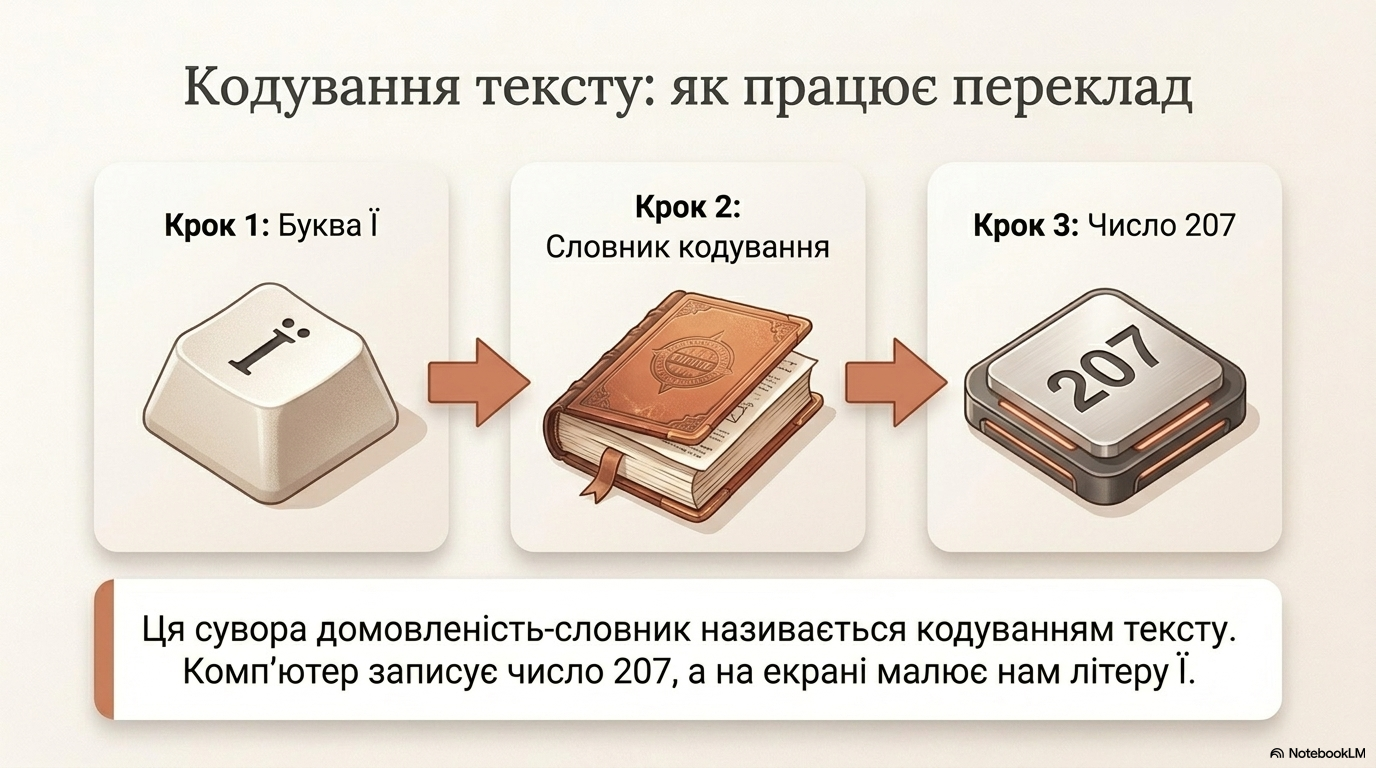 Кодування тексту: як працює переклад
Крок 1: Буква Ї
Ї
Крок 2:
Словник кодування
Крок 3: Число 207
207
Ця сувора домовленість-словник називається кодуванням тексту.
Комп’ютер записує число 207, а на екрані малює нам літеру Ї.
NotebookLM